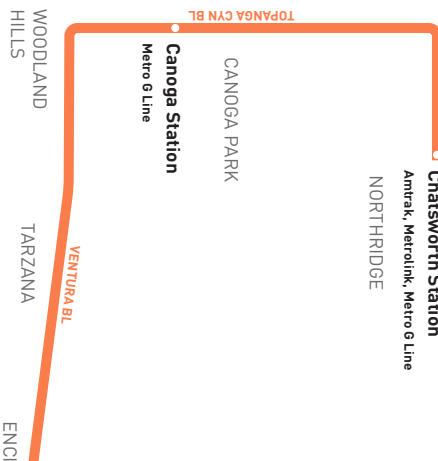 TOPANGA CYN BL
WOODLAND
HILLS
Canoga Station
Metro G Line
CANOGA PARK
Chatsworth Station
Amtrak, Metrolink, Metro G Line
NORTHRIDGE
TARZANA
VENTURA BL
ENCI